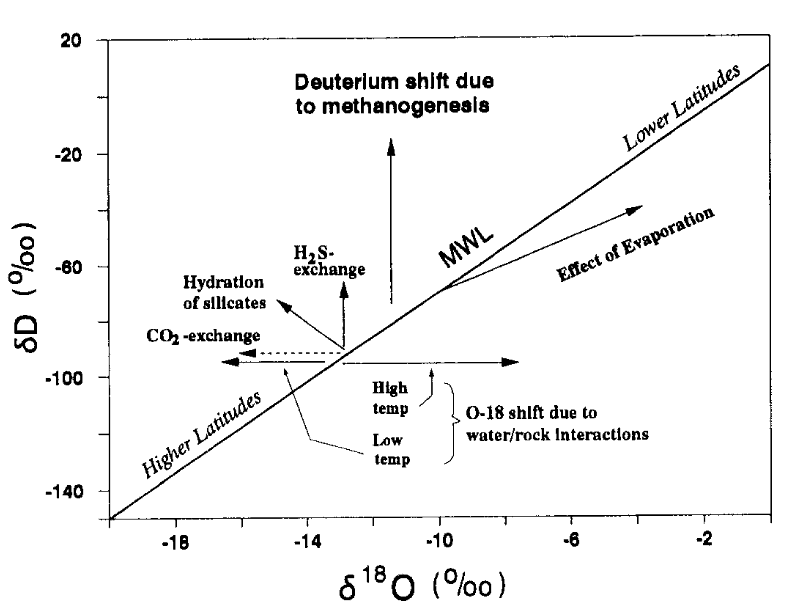 20
-20
-60
-100
-140
δD (º/oo)
Deuterium shift due
to methanogenesis
Lower Latitudes
MWL
Effect of Evaporation
H2S-
exchange
Hydration
of silicates
CO2-exchange
Higher Latitudes
High
temp
Low
temp
O-18 shift due to
water/rock interactions
-18
-14
-10
-6
-2
δ18O (º/oo)